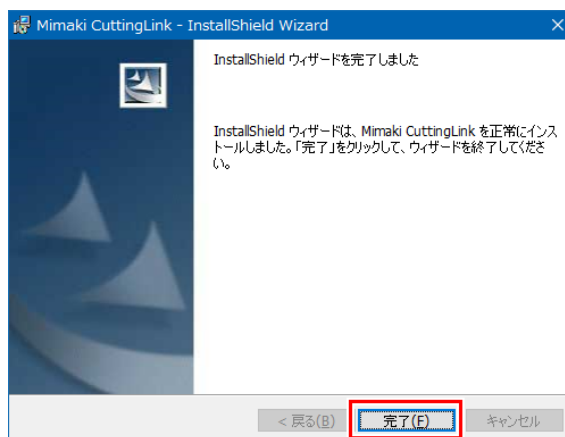 Mimaki CuttingLink - InstallShield Wizard
InstallShield ウィザードを完了しました
InstallShield ウィザードは、Mimaki CuttingLink を正常にインス
トールしました。「完了」をクリックして、ウィザードを終了してくださ
い。
< 戻る(B) 完了(F) キャンセル